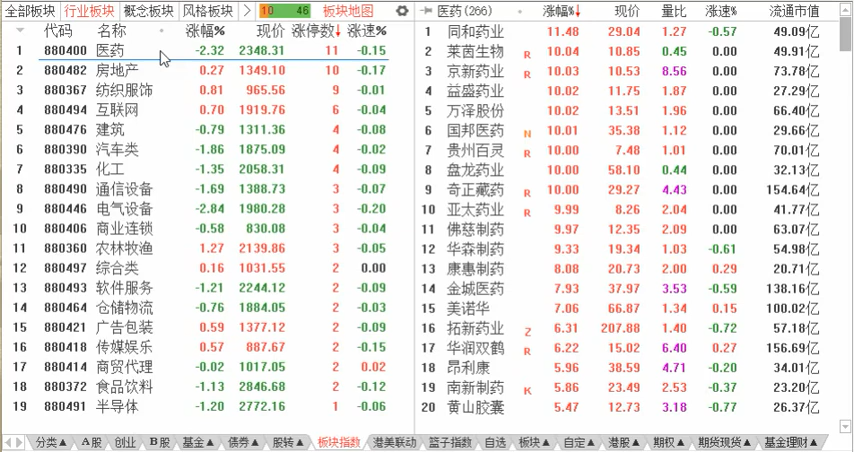 全部板块 行业板块 概念板块 风格板块 10 46 板块地图
代码 名称 涨幅% 现价 涨停数↓ 涨速%
1 880400 医药 -2.32 2348.31 11 -0.15
2 880482 房地产 0.27 1349.10 10 -0.17
3 880367 纺织服饰 0.81 965.56 9 -0.01
4 880494 互联网 0.70 1919.76 6 -0.04
5 880476 建筑 -0.79 1311.36 4 -0.08
6 880390 汽车类 -1.86 1875.09 4 -0.02
7 880335 化工 -1.35 2058.31 4 -0.09
8 880490 通信设备 -1.69 1388.73 3 -0.07
9 880446 电气设备 -2.84 1980.28 3 -0.20
10 880406 商业连锁 -0.58 830.08 3 -0.04
11 880360 农林牧渔 1.27 2139.86 3 -0.05
12 880497 综合类 0.16 1031.55 2 0.00
13 880493 软件服务 -1.21 2244.12 2 -0.09
14 880464 仓储物流 -0.76 1884.05 2 -0.03
15 880421 广告包装 0.59 1377.12 2 -0.09
16 880418 传媒娱乐 0.57 887.67 2 -0.15
17 880414 商贸代理 -0.02 1017.05 2 0.02
18 880372 食品饮料 -1.13 2846.68 2 -0.12
19 880491 半导体 -1.20 2772.16 1 -0.06
医药(266) 涨幅%↓ 现价 量比 涨速% 流通市值
1 同和药业 11.48 29.04 1.27 -0.57 49.09亿
2 莱茵生物 R 10.04 10.85 0.45 0.00 49.91亿
3 京新药业 R 10.03 10.53 8.56 0.00 73.78亿
4 益盛药业 10.02 11.75 1.87 0.00 27.29亿
5 万泽股份 10.02 13.51 1.96 0.00 66.40亿
6 国邦医药 N 10.01 35.38 1.12 0.00 29.66亿
7 贵州百灵 R 10.00 7.48 1.01 0.00 70.01亿
8 盘龙药业 10.00 58.10 0.44 0.00 32.13亿
9 奇正藏药 R 10.00 29.27 4.43 0.00 154.64亿
10 亚太药业 R 9.99 8.26 2.04 0.00 41.77亿
11 佛慈制药 9.97 12.35 2.09 0.00 63.07亿
12 华森制药 9.33 19.34 1.03 -0.61 54.98亿
13 康惠制药 8.08 20.73 2.00 0.29 20.71亿
14 金城医药 7.93 37.97 3.53 -0.59 138.16亿
15 美诺华 7.06 66.87 1.34 0.15 100.02亿
16 拓新药业 Z 6.31 207.88 1.40 -0.72 57.18亿
17 华润双鹤 R 6.22 15.02 6.40 0.27 156.69亿
18 昂利康 5.96 38.59 4.71 -0.20 34.01亿
19 南新制药 K 5.86 23.49 2.53 -0.37 23.20亿
20 黄山胶囊 5.47 12.73 3.18 -0.77 26.37亿
分类▲ A股 创业 B股 基金▲ 债券▲ 股转▲ 板块指数 港美联动 篮子指数 自选 板块▲ 自定▲ 港股▲ 期权▲ 期货现货▲ 基金理财▲